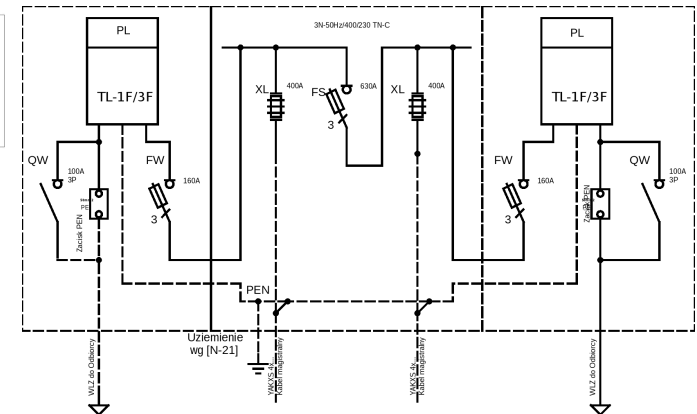 3N-50Hz/400/230 TN-C
PL
TL-1F/3F
QW
100A
3P
Zacisk PEN
FW
160A
3
XL
400A
FS
630A
3
XL
400A
PL
TL-1F/3F
FW
160A
3
Zacisk PEN
QW
100A
3P
PEN
Uziemienie
wg [N-21]
WLZ do Odbiorcy
YAKXS 4x...
Kabel magistralny
YAKXS 4x...
Kabel magistralny
WLZ do Odbiorcy